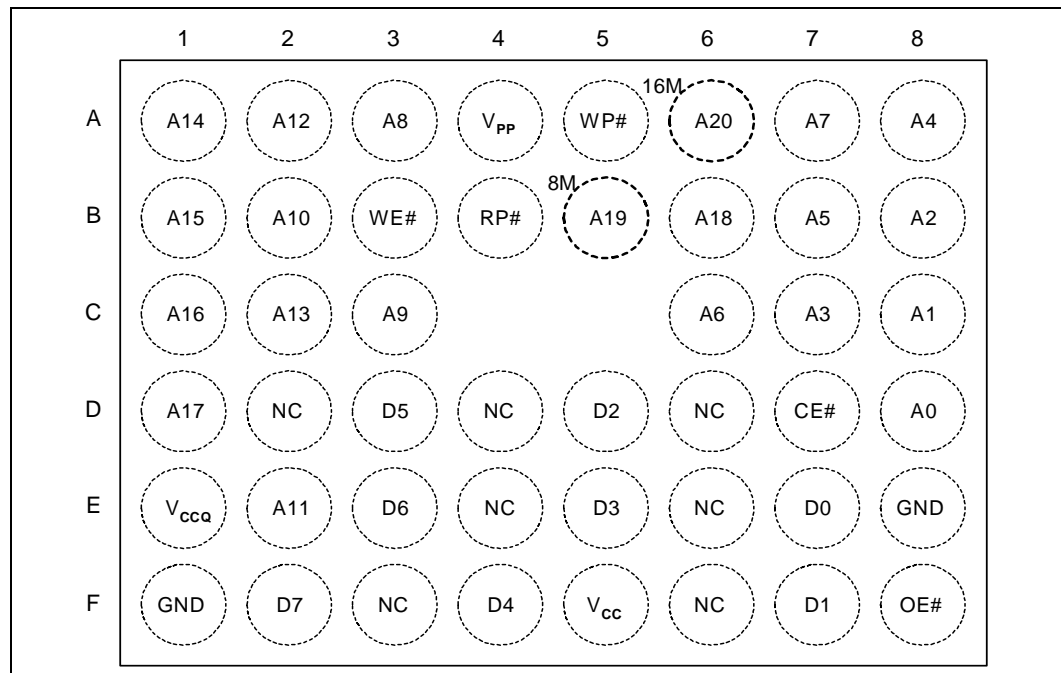 1 2 3 4 5 6 7 8
16M
A A14 A12 A8 VPP WP# A20 A7 A4
8M
B A15 A10 WE# RP# A19 A18 A5 A2
C A16 A13 A9 A6 A3 A1
D A17 NC D5 NC D2 NC CE# A0
E VCCQ A11 D6 NC D3 NC D0 GND
F GND D7 NC D4 VCC NC D1 OE#